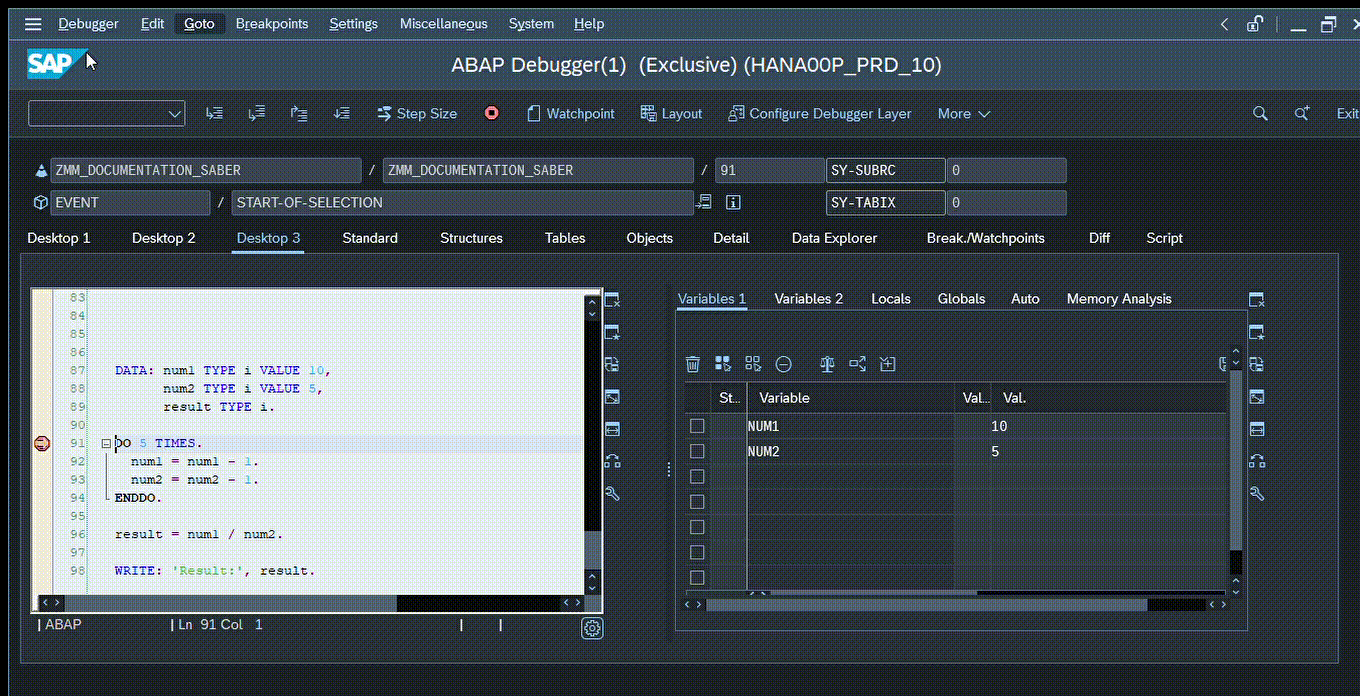 Debugger Edit Goto Breakpoints Settings Miscellaneous System Help
SAP
ABAP Debugger(1) (Exclusive) (HANA00P_PRD_10)
Step Size Watchpoint Layout Configure Debugger Layer More Exit
ZMM_DOCUMENTATION_SABER / ZMM_DOCUMENTATION_SABER / 91 SY-SUBRC 0
EVENT / START-OF-SELECTION SY-TABIX 0
Desktop 1 Desktop 2 Desktop 3 Standard Structures Tables Objects Detail Data Explorer Break./Watchpoints Diff Script
Variables 1 Variables 2 Locals Globals Auto Memory Analysis
St... Variable Val... Val.
NUM1 10
NUM2 5
83
84
85
86
87 DATA: num1 TYPE i VALUE 10,
88 num2 TYPE i VALUE 5,
89 result TYPE i.
90
91 DO 5 TIMES.
92 num1 = num1 - 1.
93 num2 = num2 - 1.
94 ENDDO.
95
96 result = num1 / num2.
97
98 WRITE: 'Result:', result.
ABAP Ln 91 Col 1